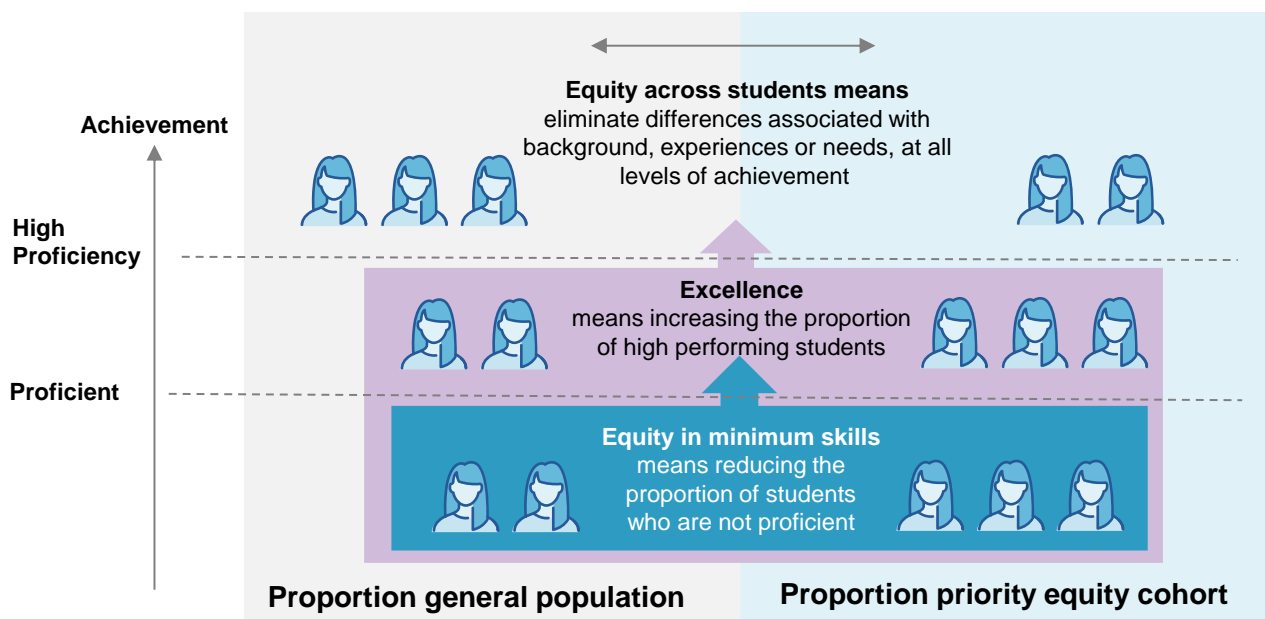 Equity across students means
eliminate differences associated with
background, experiences or needs, at all
levels of achievement
Achievement
High
Proficiency
Excellence
means increasing the proportion
of high performing students
Proficient
Equity in minimum skills
means reducing the
proportion of students
who are not proficient
Proportion general population
Proportion priority equity cohort